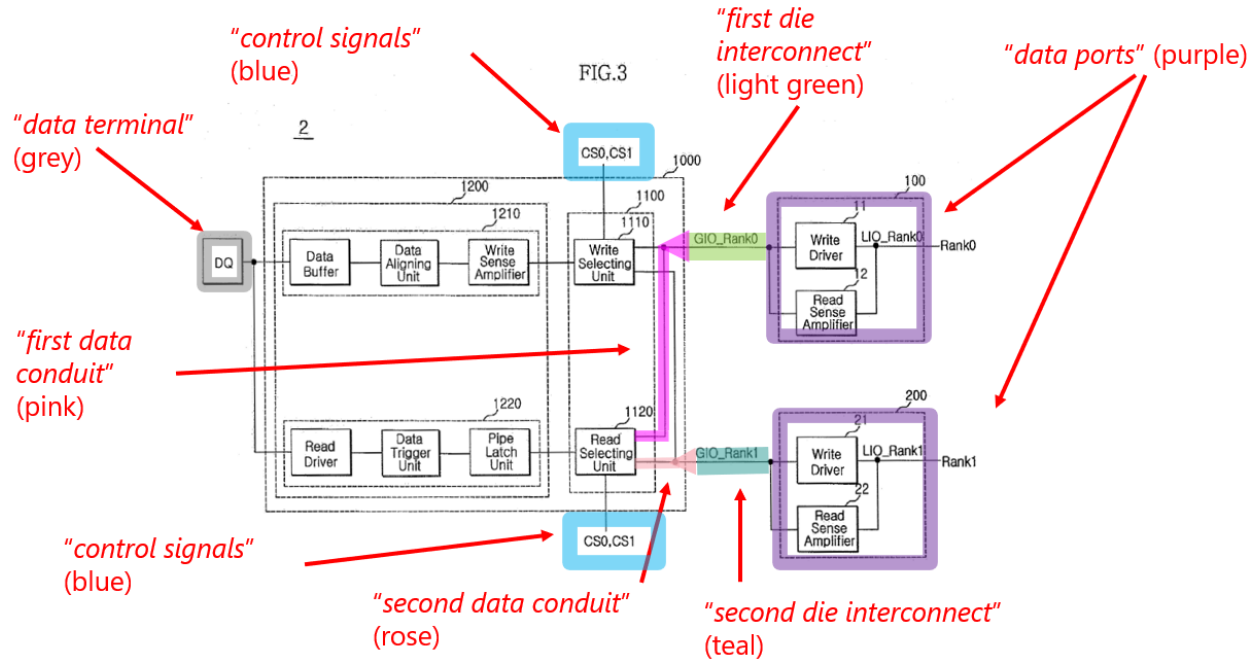 "control signals"
(blue)
"first die
interconnect"
(light green)
"data ports" (purple)
FIG.3
"data terminal"
(grey)
2
CS0,CS1
1000
1200
1100
100
1210
1110
11
DQ
Data
Buffer
Data
Aligning
Unit
Write
Sense
Amplifier
Write
Selecting
Unit
GIO_Rank0
Write
Driver
LIO_Rank0
Rank0
12
Read
Sense
Amplifier
"first data
conduit"
(pink)
1220
1120
200
21
Read
Driver
Data
Trigger
Unit
Pipe
Latch
Unit
Read
Selecting
Unit
GIO_Rank1
Write
Driver
LIO_Rank1
Rank1
22
Read
Sense
Amplifier
CS0,CS1
"control signals"
(blue)
"second data conduit"
(rose)
"second die interconnect"
(teal)